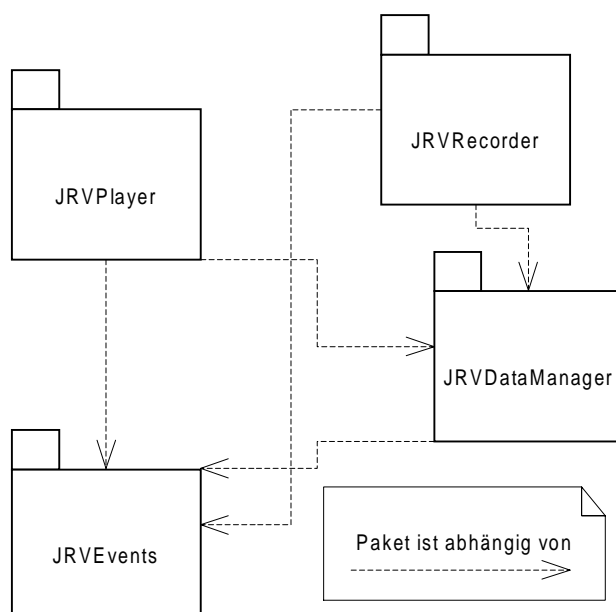 JRVRecorder
JRVPlayer
JRVDataManager
JRVEvents
Paket ist abhängig von